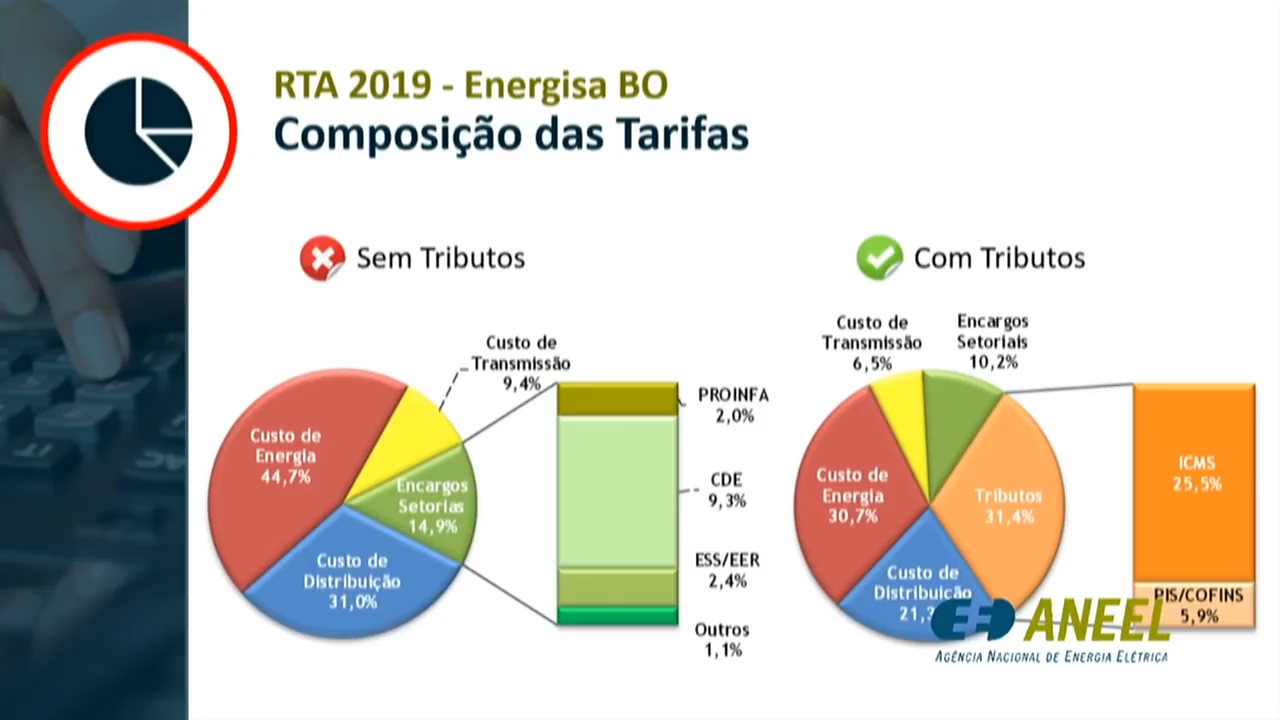 RTA 2019 - Energisa BO
Composição das Tarifas
Sem Tributos
Custo de
Transmissão
9,4%
Custo de
Energia
44,7%
Encargos
Setorias
14,9%
Custo de
Distribuição
31,0%
PROINFA
2,0%
CDE
9,3%
ESS/EER
2,4%
Outros
1,1%
Com Tributos
Custo de
Transmissão
6,5%
Encargos
Setoriais
10,2%
Custo de
Energia
30,7%
Tributos
31,4%
Custo de
Distribuição
ICMS
25,5%
PIS/COFINS
5,9%
ANEEL
AGÊNCIA NACIONAL DE ENERGIA ELÉTRICA